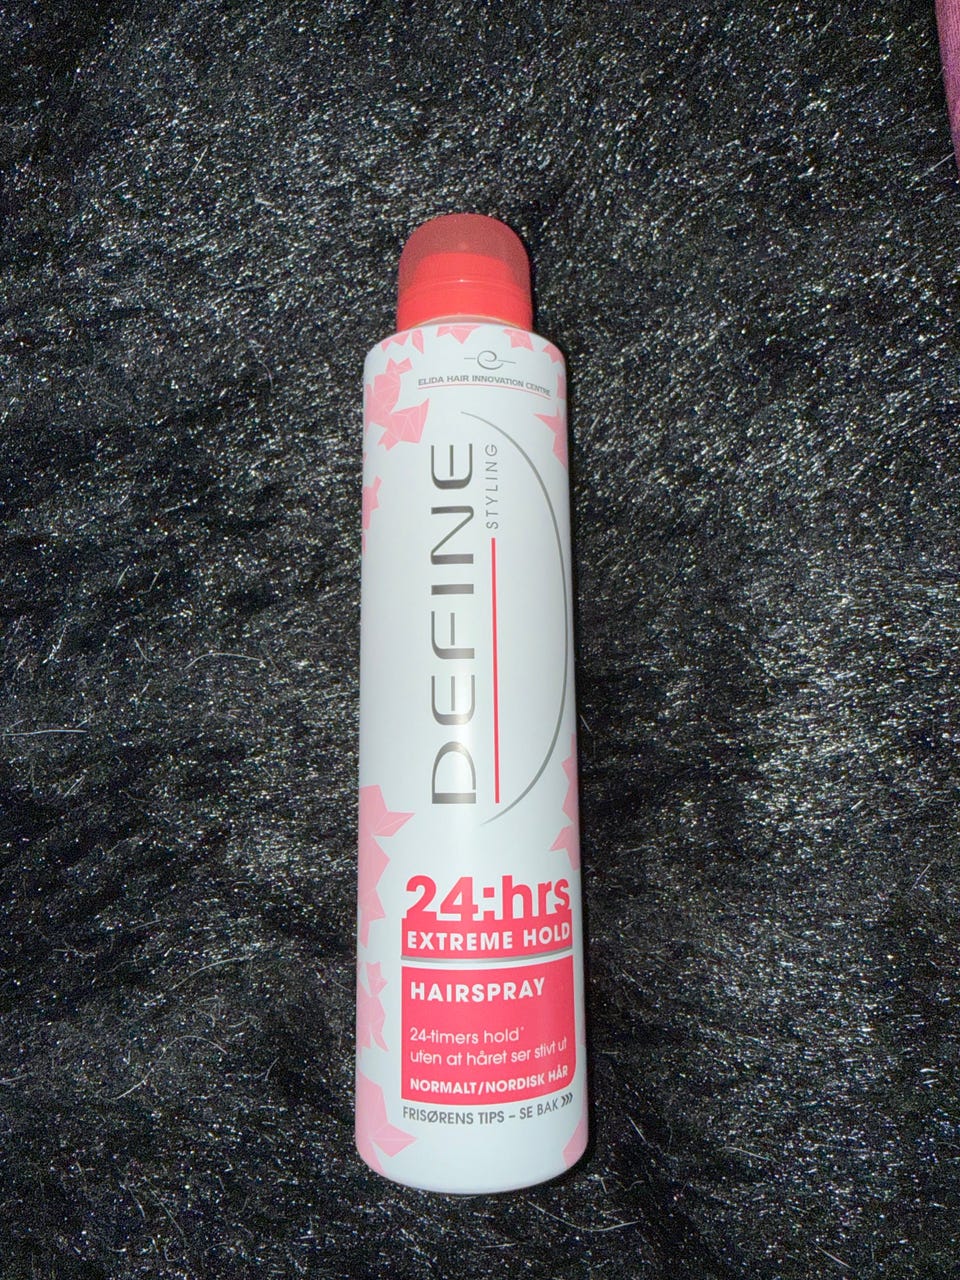 ELIDA HAIR INNOVATION CENTRE
DEFINE
STYLING
24:hrs
EXTREME HOLD
HAIRSPRAY
24-timers hold*
uten at håret ser stivt ut
NORMALT/NORDISK HÅR
FRISØRENS TIPS – SE BAK >>>